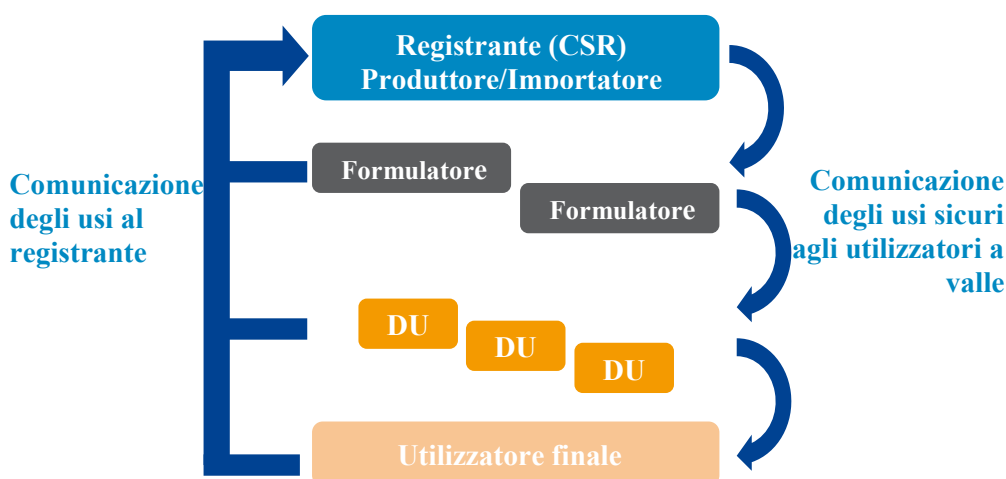 Registrante (CSR)
Produttore/Importatore
Formulatore
Formulatore
Comunicazione
degli usi al
registrante
Comunicazione
degli usi sicuri
agli utilizzatori a
valle
DU
DU
DU
Utilizzatore finale